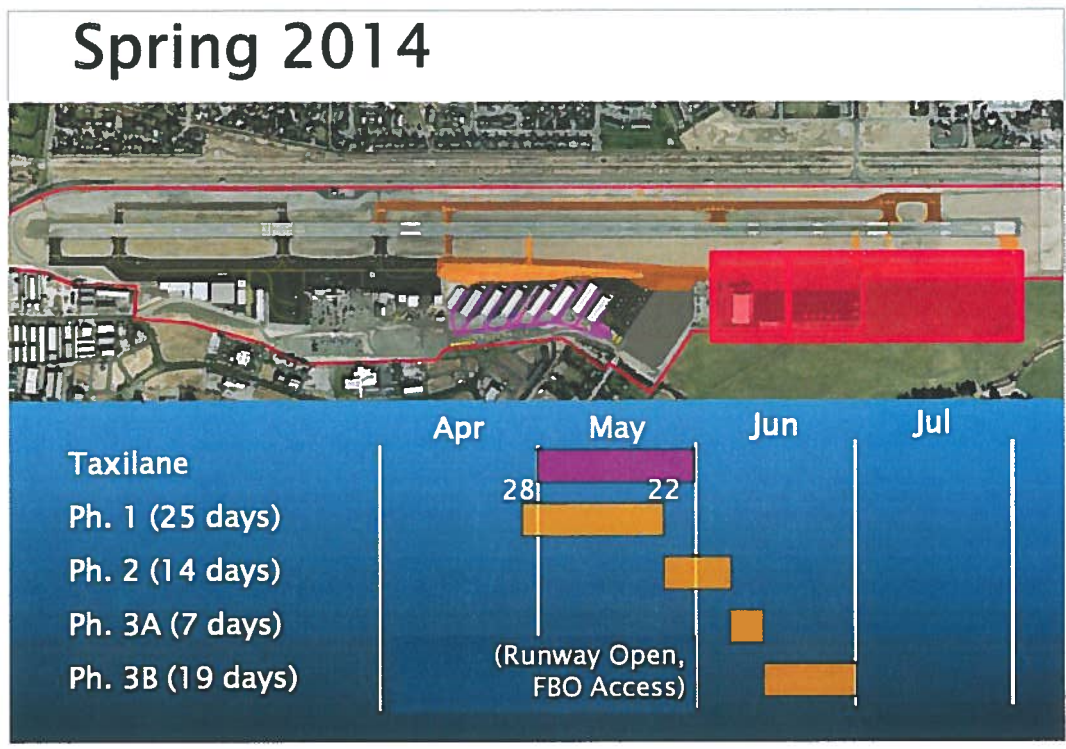 Spring 2014
Apr May Jun Jul
Taxilane
28 22
Ph. 1 (25 days)
Ph. 2 (14 days)
Ph. 3A (7 days)
(Runway Open,
FBO Access)
Ph. 3B (19 days)